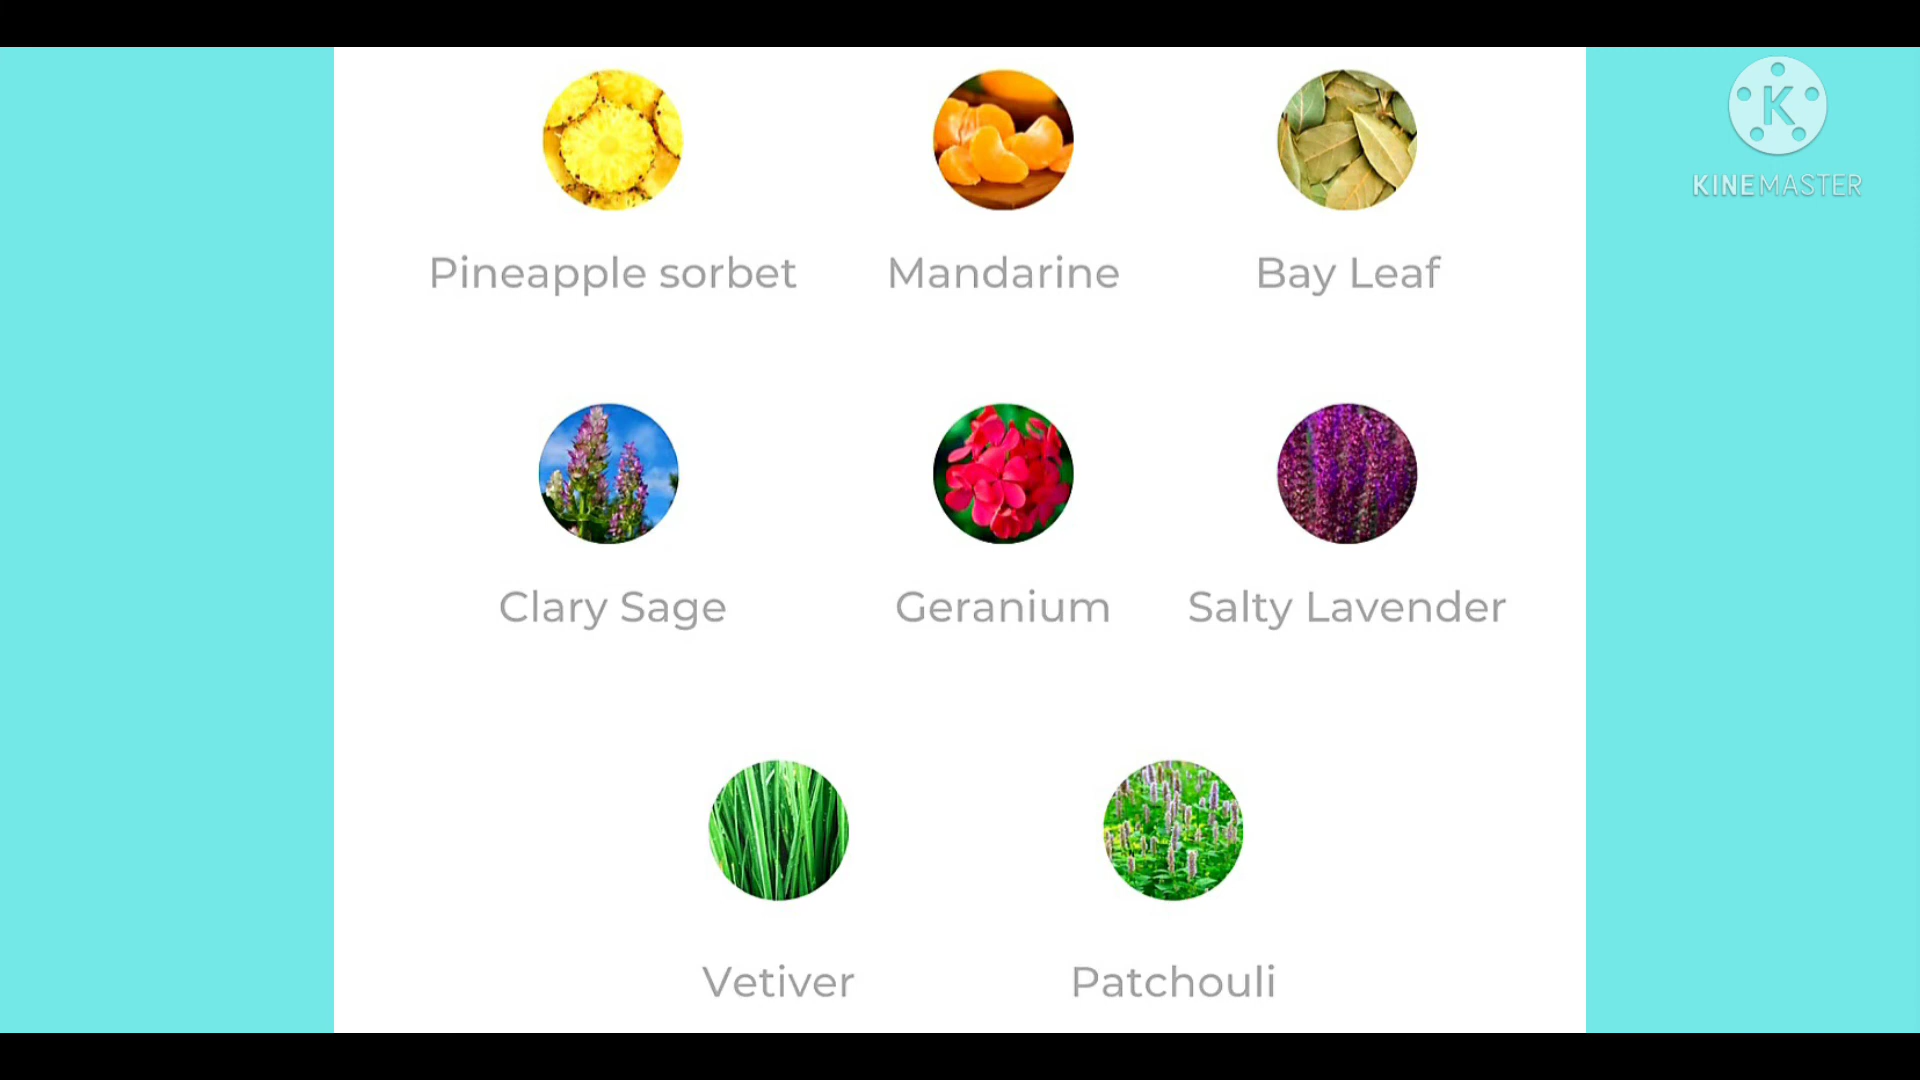 Pineapple sorbet Mandarine Bay Leaf
KINEMASTER
Clary Sage Geranium Salty Lavender
Vetiver Patchouli